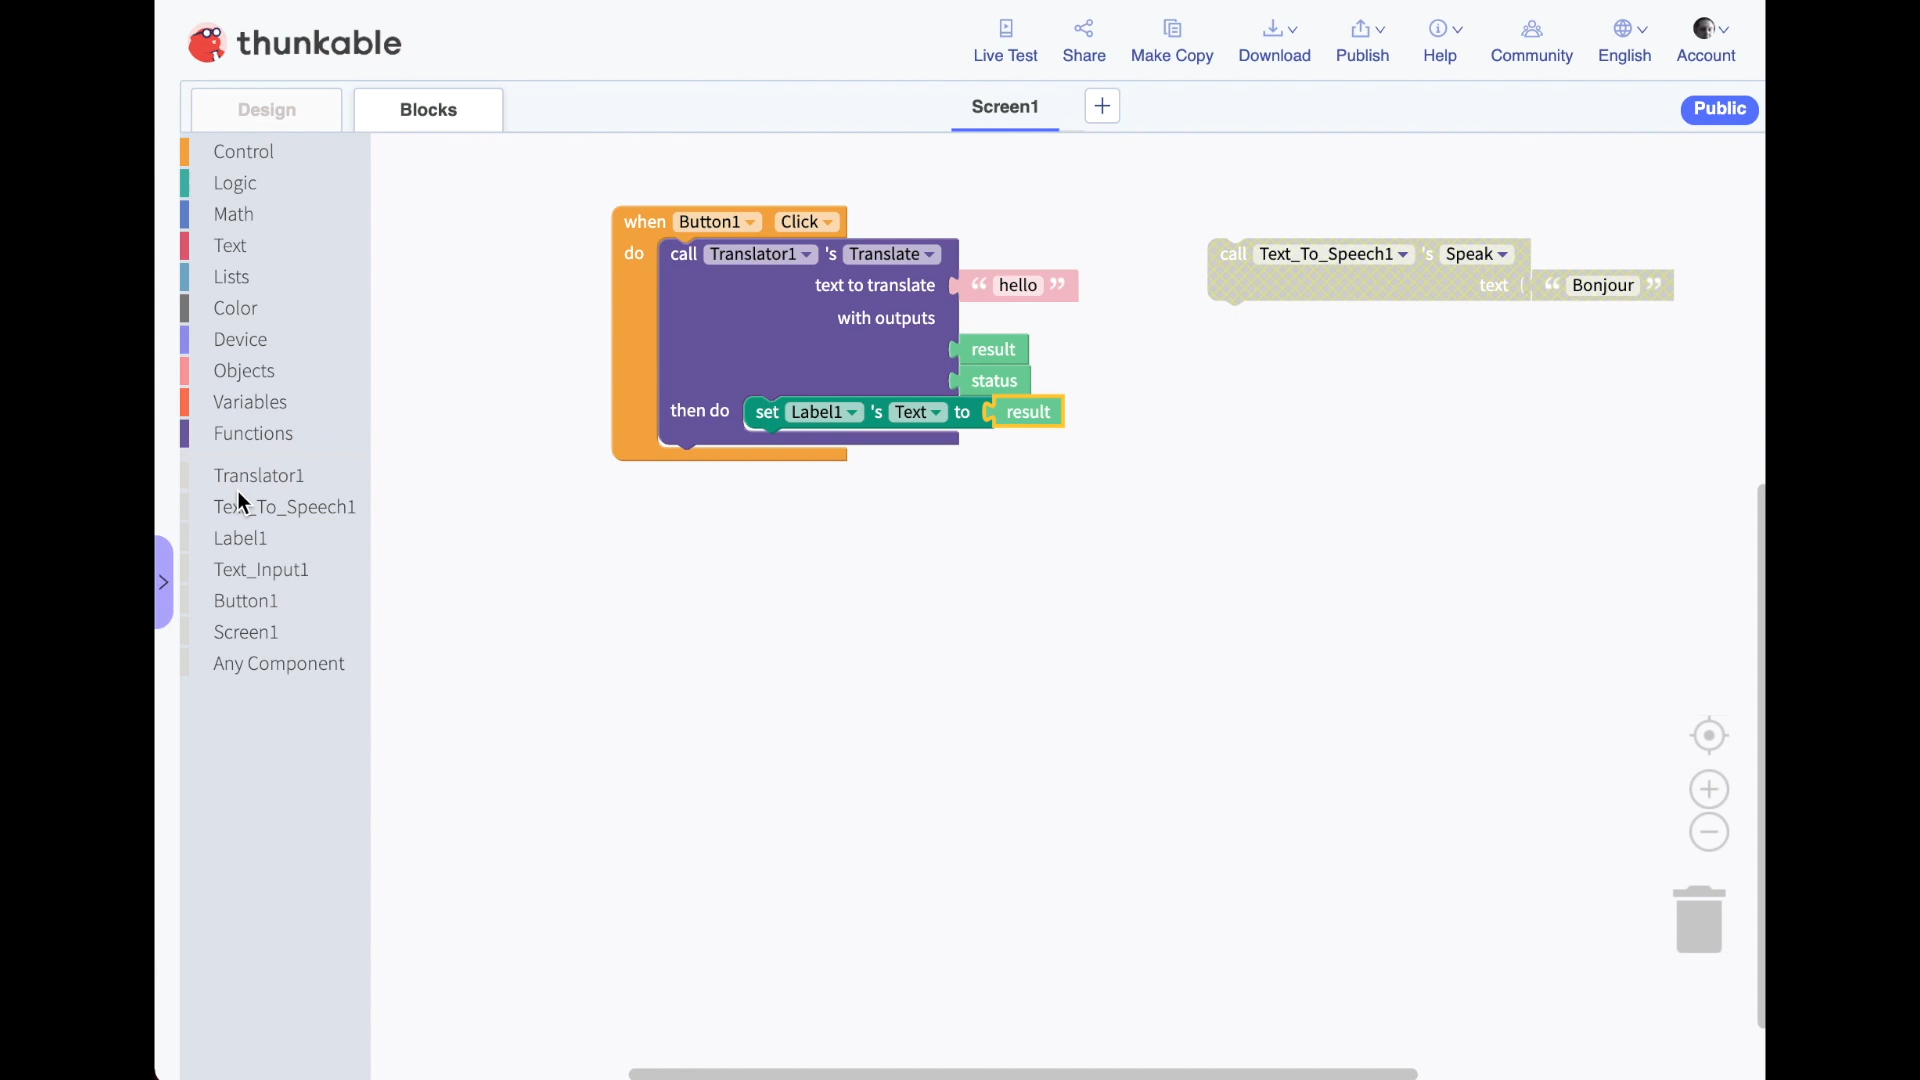 thunkable
Live Test
Share
Make Copy
Download
Publish
Help
Community
English
Account
Design
Blocks
Screen1
Public
Control
Logic
Math
Text
Lists
Color
Device
Objects
Variables
Functions
Translator1
Text_To_Speech1
Label1
Text_Input1
Button1
Screen1
Any Component
when Button1 Click
do call Translator1 's Translate
text to translate “ hello ”
with outputs
result
status
then do set Label1 's Text to result
call Text_To_Speech1 's Speak
text “ Bonjour ”